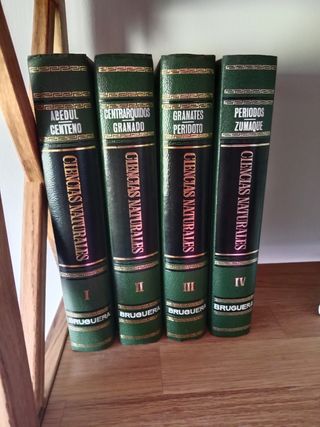 ABEDUL
CENTENO
CIENCIAS NATURALES
I
BRUGUERA
CENTRARQUIDOS
GRANADO
CIENCIAS NATURALES
II
BRUGUERA
GRANATES
PERIDOTO
CIENCIAS NATURALES
III
BRUGUERA
PERIODOS
ZUMAQUE
CIENCIAS NATURALES
IV
BRUGUERA